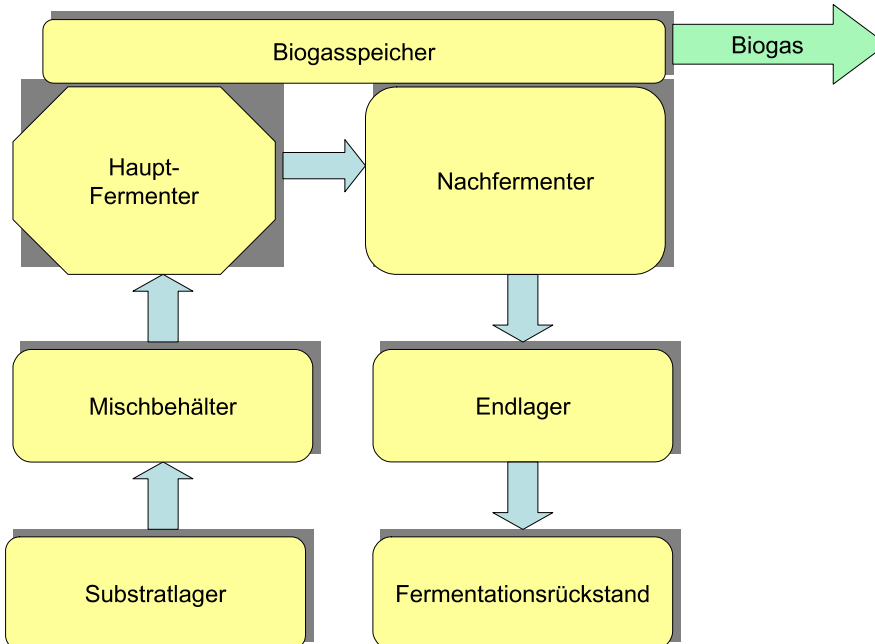 Biogasspeicher
Biogas
Haupt-
Fermenter
Nachfermenter
Mischbehälter
Endlager
Substratlager
Fermentationsrückstand